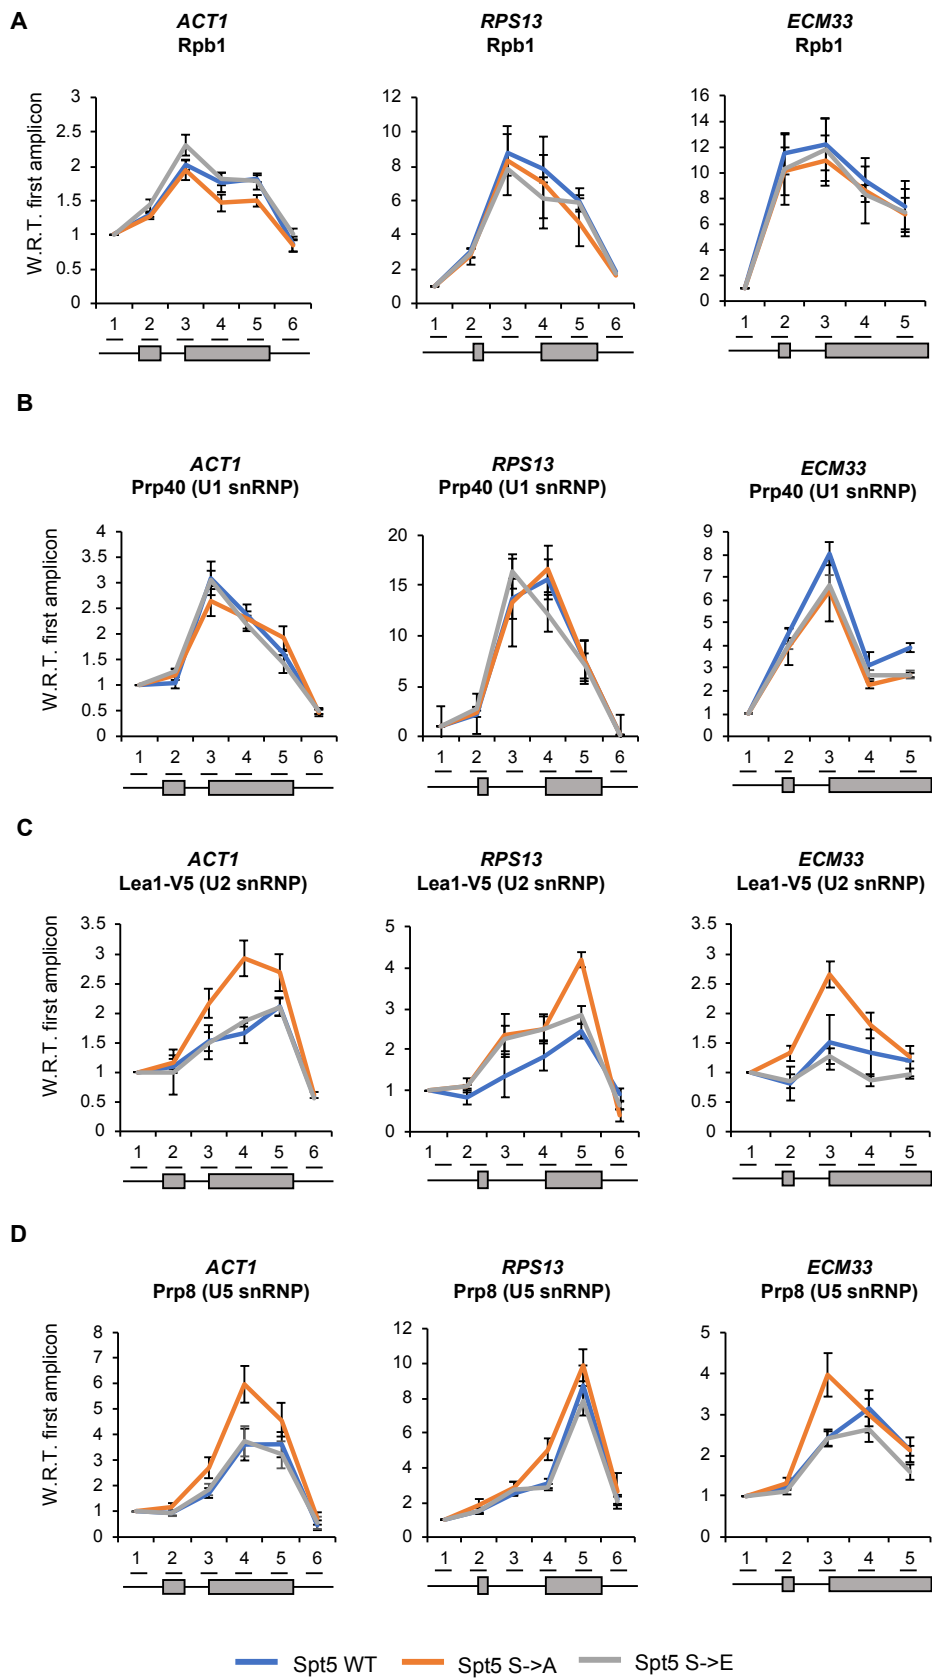 A
ACT1
Rpb1
RPS13
Rpb1
ECM33
Rpb1
W.R.T. first amplicon
3
2.5
2
1.5
1
0.5
0
1 2 3 4 5 6
12
10
8
6
4
2
0
1 2 3 4 5 6
16
14
12
10
8
6
4
2
0
1 2 3 4 5
B
ACT1
Prp40 (U1 snRNP)
RPS13
Prp40 (U1 snRNP)
ECM33
Prp40 (U1 snRNP)
W.R.T. first amplicon
4
3.5
3
2.5
2
1.5
1
0.5
0
1 2 3 4 5 6
20
15
10
5
0
1 2 3 4 5 6
9
8
7
6
5
4
3
2
1
0
1 2 3 4 5
C
ACT1
Lea1-V5 (U2 snRNP)
RPS13
Lea1-V5 (U2 snRNP)
ECM33
Lea1-V5 (U2 snRNP)
W.R.T. first amplicon
3.5
3
2.5
2
1.5
1
0.5
0
1 2 3 4 5 6
5
4
3
2
1
0
1 2 3 4 5 6
3.5
3
2.5
2
1.5
1
0.5
0
1 2 3 4 5
D
ACT1
Prp8 (U5 snRNP)
RPS13
Prp8 (U5 snRNP)
ECM33
Prp8 (U5 snRNP)
W.R.T. first amplicon
8
7
6
5
4
3
2
1
0
1 2 3 4 5 6
12
10
8
6
4
2
0
1 2 3 4 5 6
5
4
3
2
1
0
1 2 3 4 5
Spt5 WT Spt5 S->A Spt5 S->E